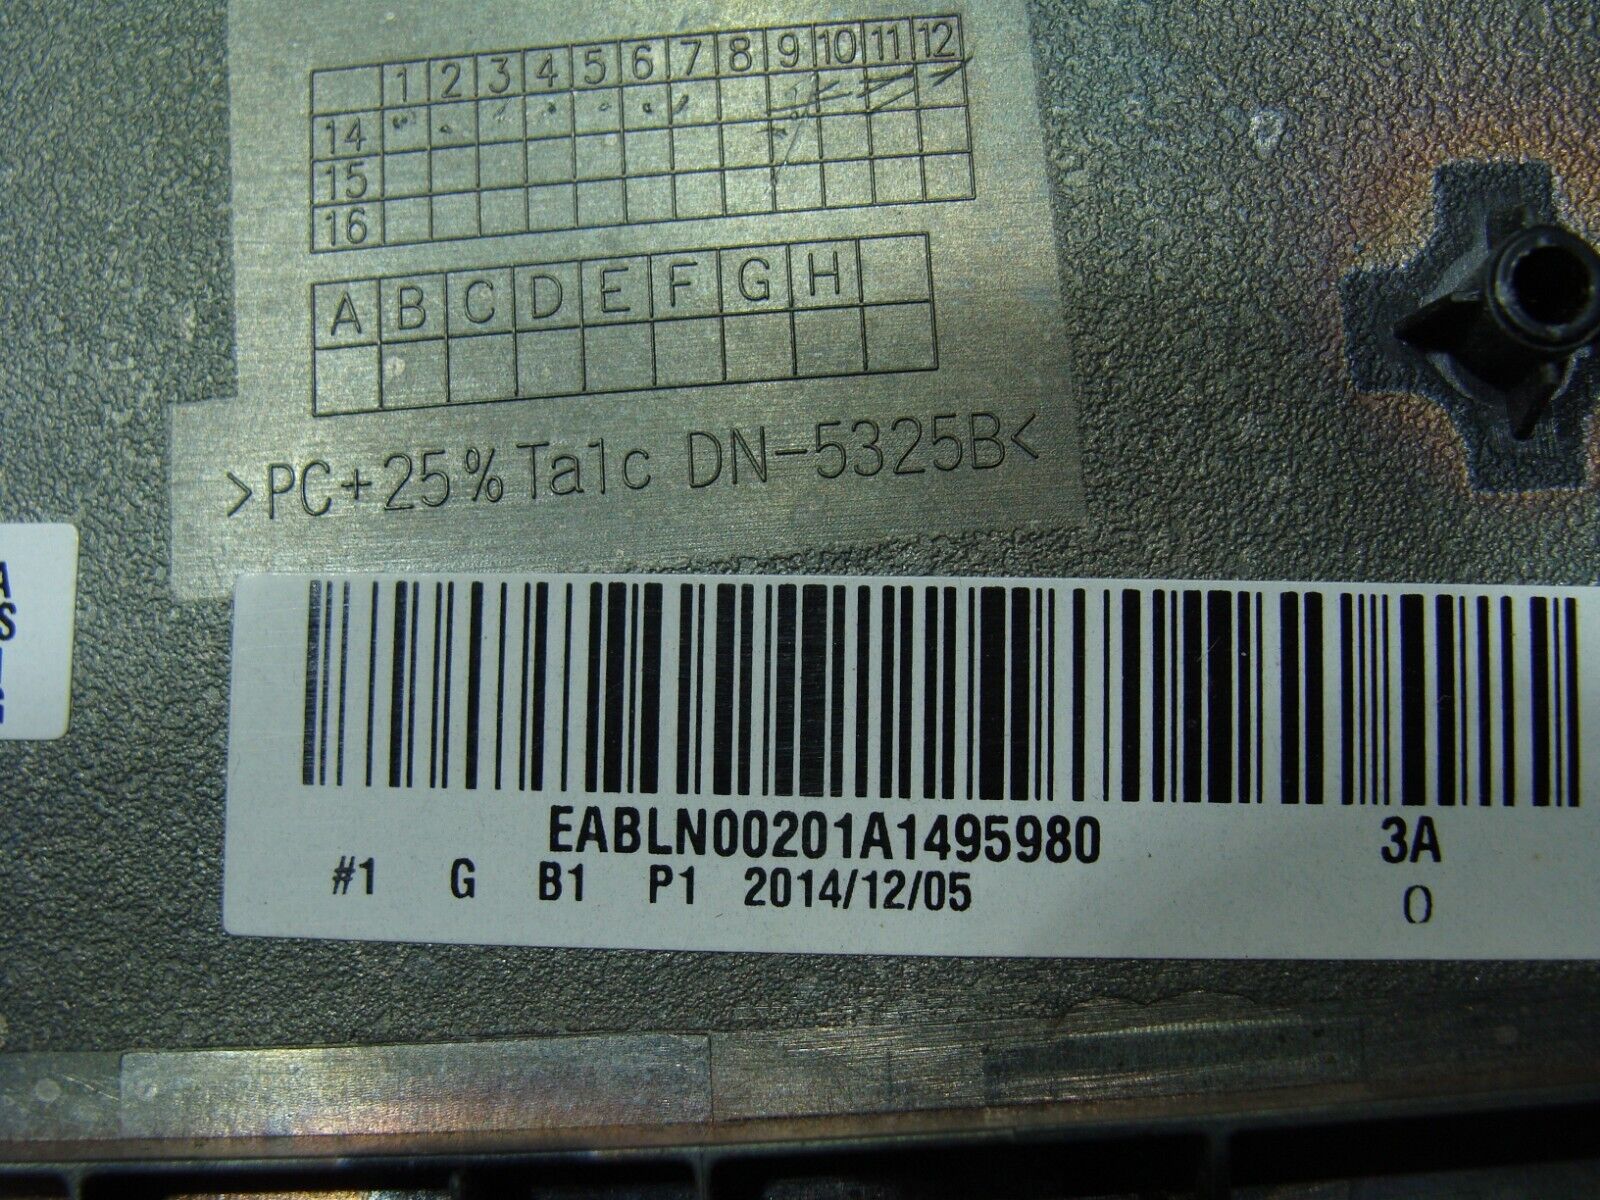 1 2 3 4 5 6 7 8 9 10 11 12
14
15
16
A B C D E F G H
>PC+25%Talc DN-5325B<
EABLN00201A1495980 3A
#1 G B1 P1 2014/12/05 0